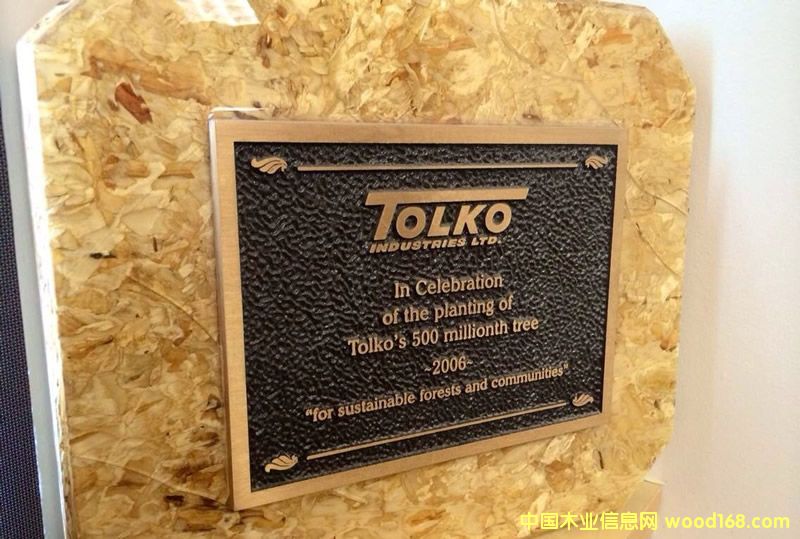 TOLKO
INDUSTRIES LTD.
In Celebration
of the planting of
Tolko's 500 millionth tree
~2006~
"for sustainable forests and communities"
中国木业信息网 wood168.com